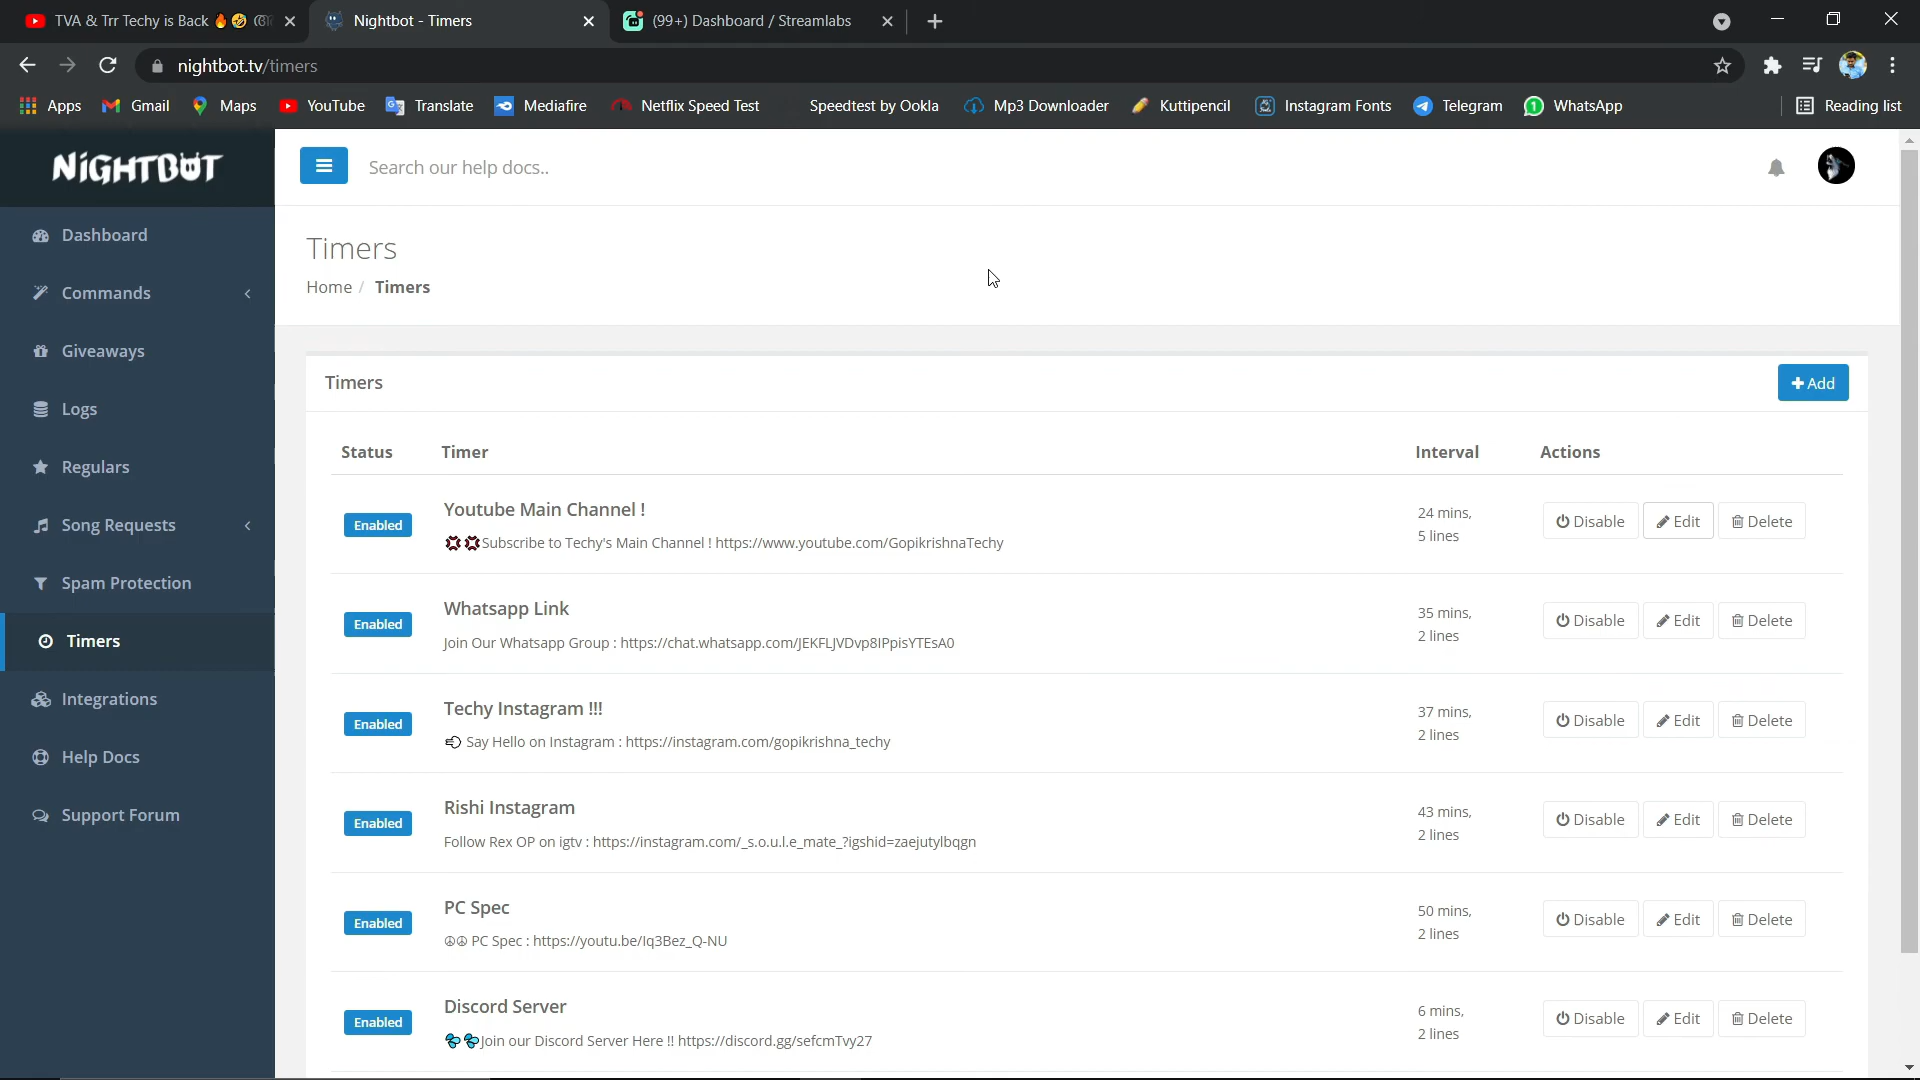 TVA & Trr Techy is Back 🔥🤣
Nightbot - Timers
(99+) Dashboard / Streamlabs
nightbot.tv/timers
Apps
Gmail
Maps
YouTube
Translate
Mediafire
Netflix Speed Test
Speedtest by Ookla
Mp3 Downloader
Kuttipencil
Instagram Fonts
Telegram
WhatsApp
Reading list
NiGHTBOT
Search our help docs..
Dashboard
Commands
Giveaways
Logs
Regulars
Song Requests
Spam Protection
Timers
Integrations
Help Docs
Support Forum
Timers
Home / Timers
Timers
+ Add
Status Timer Interval Actions
Enabled
Youtube Main Channel !
💢💢Subscribe to Techy's Main Channel ! https://www.youtube.com/GopikrishnaTechy
24 mins,
5 lines
Disable Edit Delete
Enabled
Whatsapp Link
Join Our Whatsapp Group : https://chat.whatsapp.com/JEKFLJVDvp8IPpisYTEsA0
35 mins,
2 lines
Disable Edit Delete
Enabled
Techy Instagram !!!
💨 Say Hello on Instagram : https://instagram.com/gopikrishna_techy
37 mins,
2 lines
Disable Edit Delete
Enabled
Rishi Instagram
Follow Rex OP on igtv : https://instagram.com/_s.o.u.l.e_mate_?igshid=zaejutylbqgn
43 mins,
2 lines
Disable Edit Delete
Enabled
PC Spec
☮☮ PC Spec : https://youtu.be/Iq3Bez_Q-NU
50 mins,
2 lines
Disable Edit Delete
Enabled
Discord Server
💦💦Join our Discord Server Here !! https://discord.gg/sefcmTvy27
6 mins,
2 lines
Disable Edit Delete